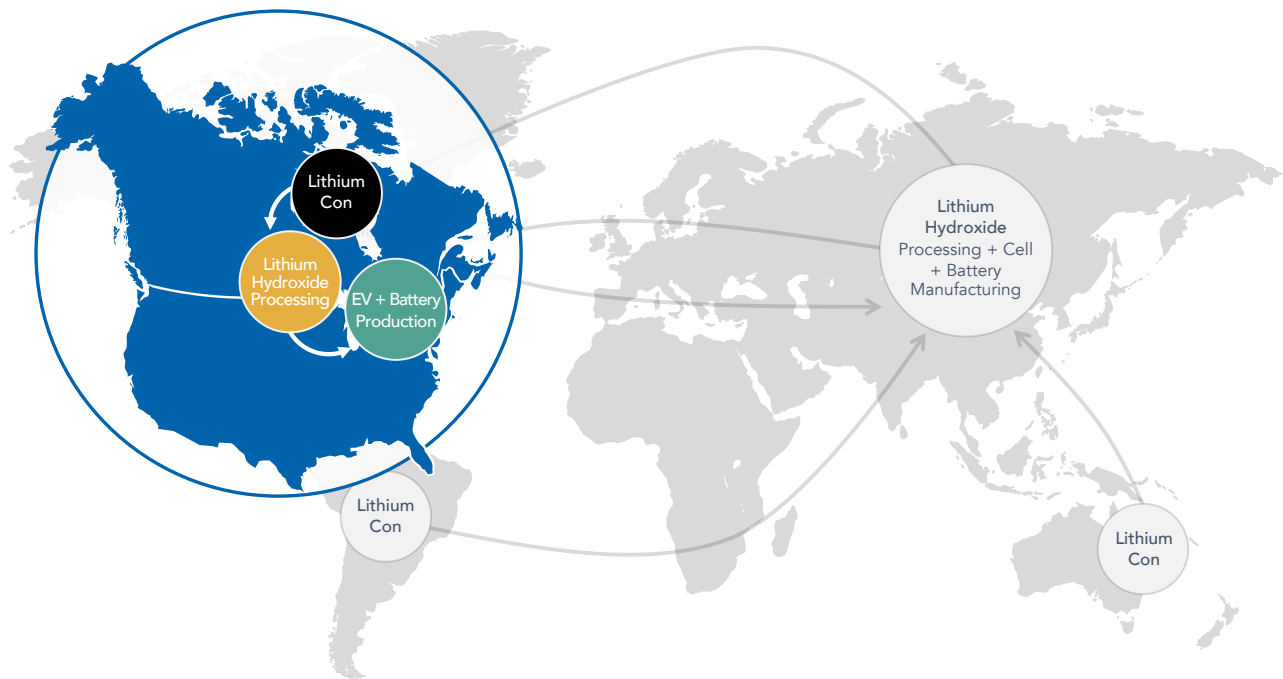 Lithium
Con
Lithium
Hydroxide
Processing
EV + Battery
Production
Lithium
Hydroxide
Processing + Cell
+ Battery
Manufacturing
Lithium
Con
Lithium
Con